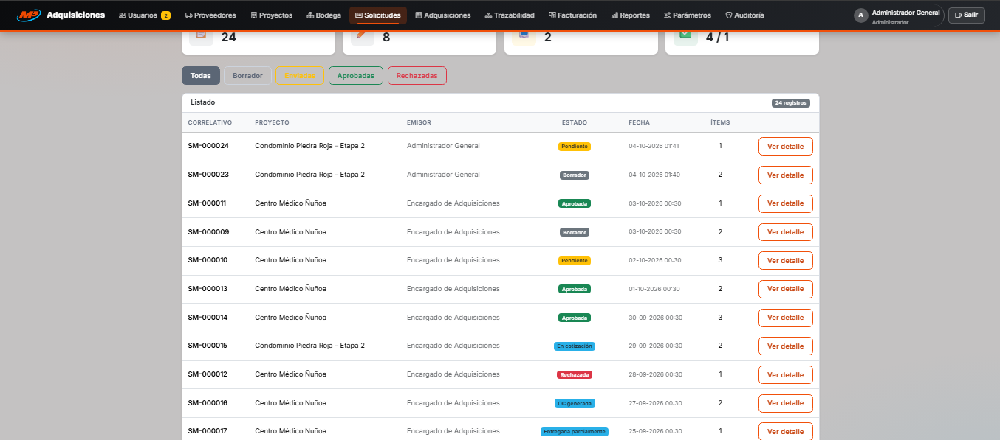 M5 Adquisiciones Usuarios 2 Proveedores Proyectos Bodega Solicitudes Adquisiciones Trazabilidad Facturación Reportes Parámetros Auditoría A Administrador General Salir
Administrador
24 8 2 4 / 1
Todas Borrador Pendiente Aprobadas Rechazadas
Listado 24 registros
CORRELATIVO PROYECTO EMISOR ESTADO FECHA ÍTEMS
SM-000024 Condominio Piedra Roja – Etapa 2 Administrador General Pendiente 04-10-2026 01:41 1 Ver detalle
SM-000023 Condominio Piedra Roja – Etapa 2 Administrador General Borrador 04-10-2026 01:40 2 Ver detalle
SM-000011 Centro Médico Ñuñoa Encargado de Adquisiciones Aprobada 03-10-2026 00:30 1 Ver detalle
SM-000009 Centro Médico Ñuñoa Encargado de Adquisiciones Borrador 03-10-2026 00:30 2 Ver detalle
SM-000010 Centro Médico Ñuñoa Encargado de Adquisiciones Pendiente 02-10-2026 00:30 3 Ver detalle
SM-000013 Centro Médico Ñuñoa Encargado de Adquisiciones Aprobada 01-10-2026 00:30 2 Ver detalle
SM-000014 Centro Médico Ñuñoa Encargado de Adquisiciones Aprobada 30-09-2026 00:30 3 Ver detalle
SM-000015 Condominio Piedra Roja – Etapa 2 Encargado de Adquisiciones En cotización 29-09-2026 00:30 2 Ver detalle
SM-000012 Centro Médico Ñuñoa Encargado de Adquisiciones Rechazada 28-09-2026 00:30 1 Ver detalle
SM-000016 Centro Médico Ñuñoa Encargado de Adquisiciones OC generada 27-09-2026 00:30 2 Ver detalle
SM-000017 Centro Médico Ñuñoa Encargado de Adquisiciones Entregada parcialmente 25-09-2026 00:30 1 Ver detalle